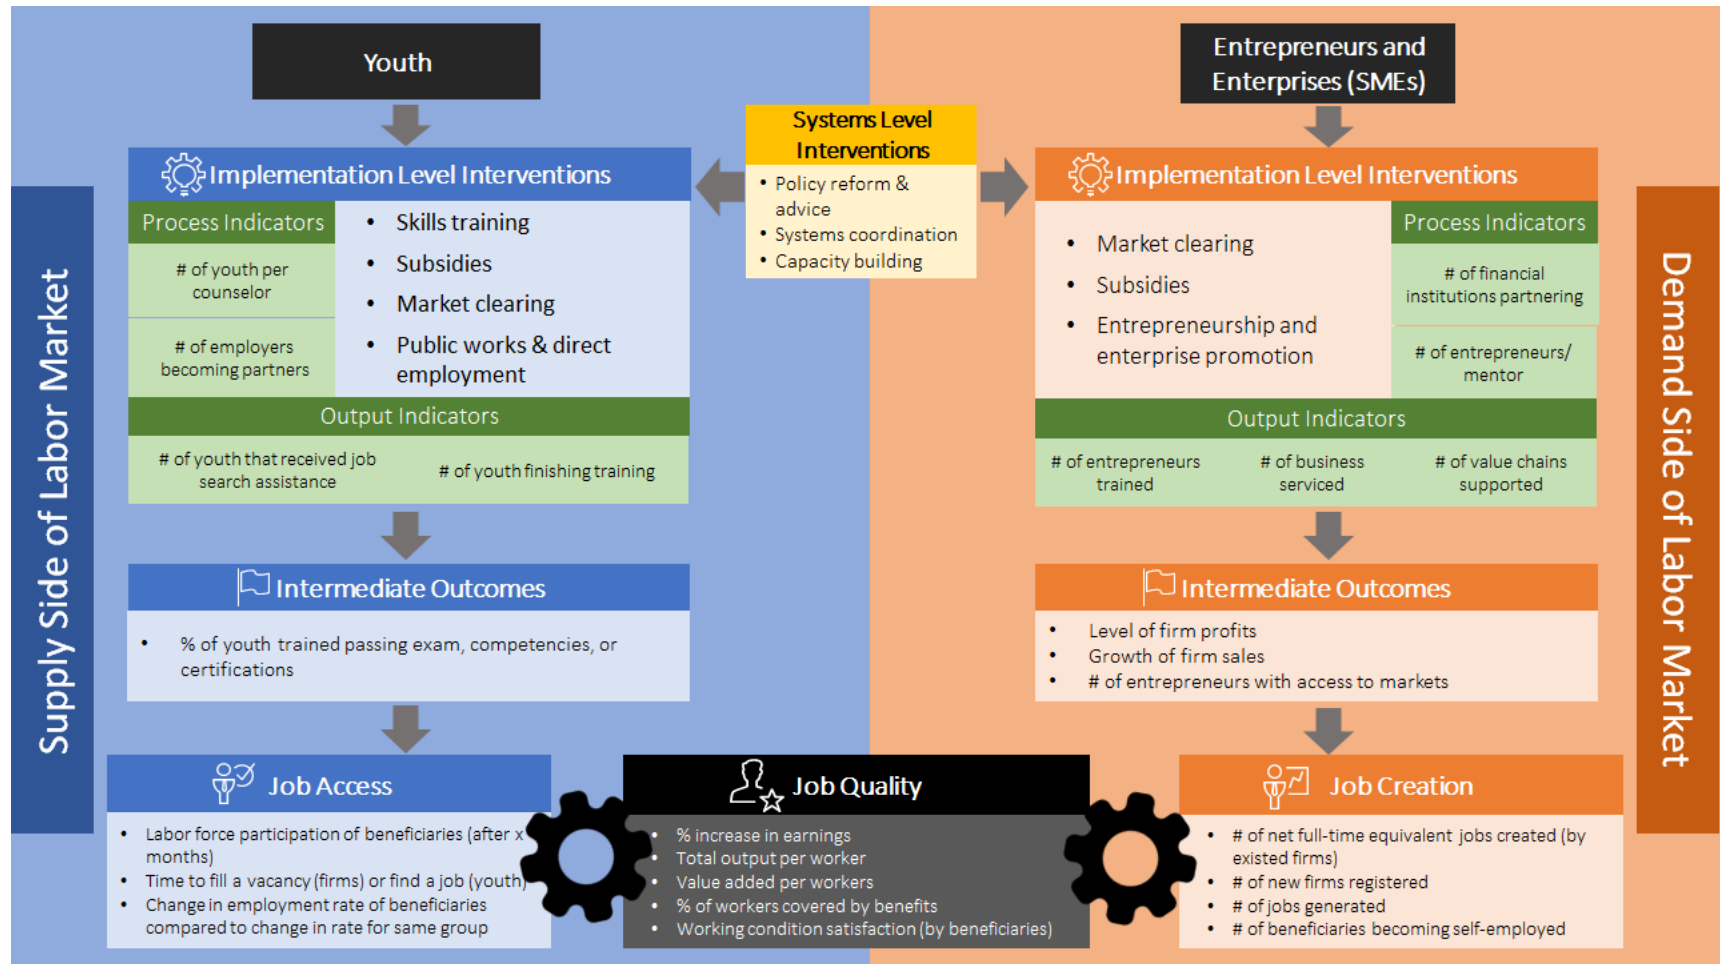 Youth
Entrepreneurs and
Enterprises (SMEs)
Systems Level
Interventions
• Policy reform &
advice
• Systems coordination
• Capacity building
Supply Side of Labor Market
Implementation Level Interventions
Process Indicators
# of youth per
counselor
# of employers
becoming partners
• Skills training
• Subsidies
• Market clearing
• Public works & direct
employment
Output Indicators
# of youth that received job
search assistance
# of youth finishing training
Intermediate Outcomes
• % of youth trained passing exam, competencies, or
certifications
Job Access
• Labor force participation of beneficiaries (after x
months)
• Time to fill a vacancy (firms) or find a job (youth)
• Change in employment rate of beneficiaries
compared to change in rate for same group
Job Quality
• % increase in earnings
• Total output per worker
• Value added per workers
• % of workers covered by benefits
• Working condition satisfaction (by beneficiaries)
Implementation Level Interventions
• Market clearing
• Subsidies
• Entrepreneurship and
enterprise promotion
Process Indicators
# of financial
institutions partnering
# of entrepreneurs/
mentor
Output Indicators
# of entrepreneurs
trained
# of business
serviced
# of value chains
supported
Intermediate Outcomes
• Level of firm profits
• Growth of firm sales
• # of entrepreneurs with access to markets
Job Creation
• # of net full-time equivalent jobs created (by
existed firms)
• # of new firms registered
• # of jobs generated
• # of beneficiaries becoming self-employed
Demand Side of Labor Market